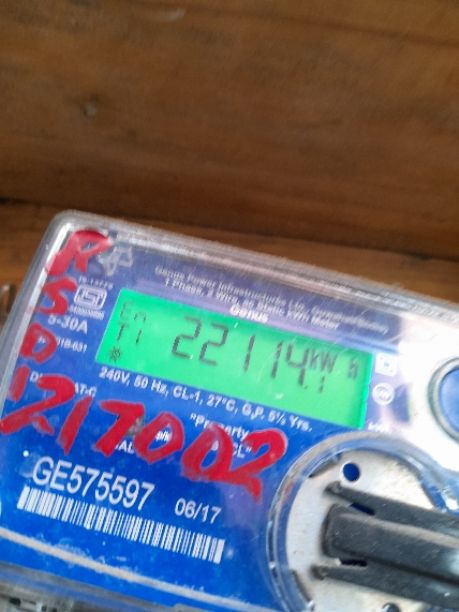 Genus Power Infrastructures Ltd.
1 Phase, 2 Wire, Static kWh Meter
Genus
5-30A
En
T1
22114.1 kWh
240V, 50 Hz, CL-1, 27°C, G.P. 5½ Yrs.
"Property
RSD
1217002
GE575597 06/17